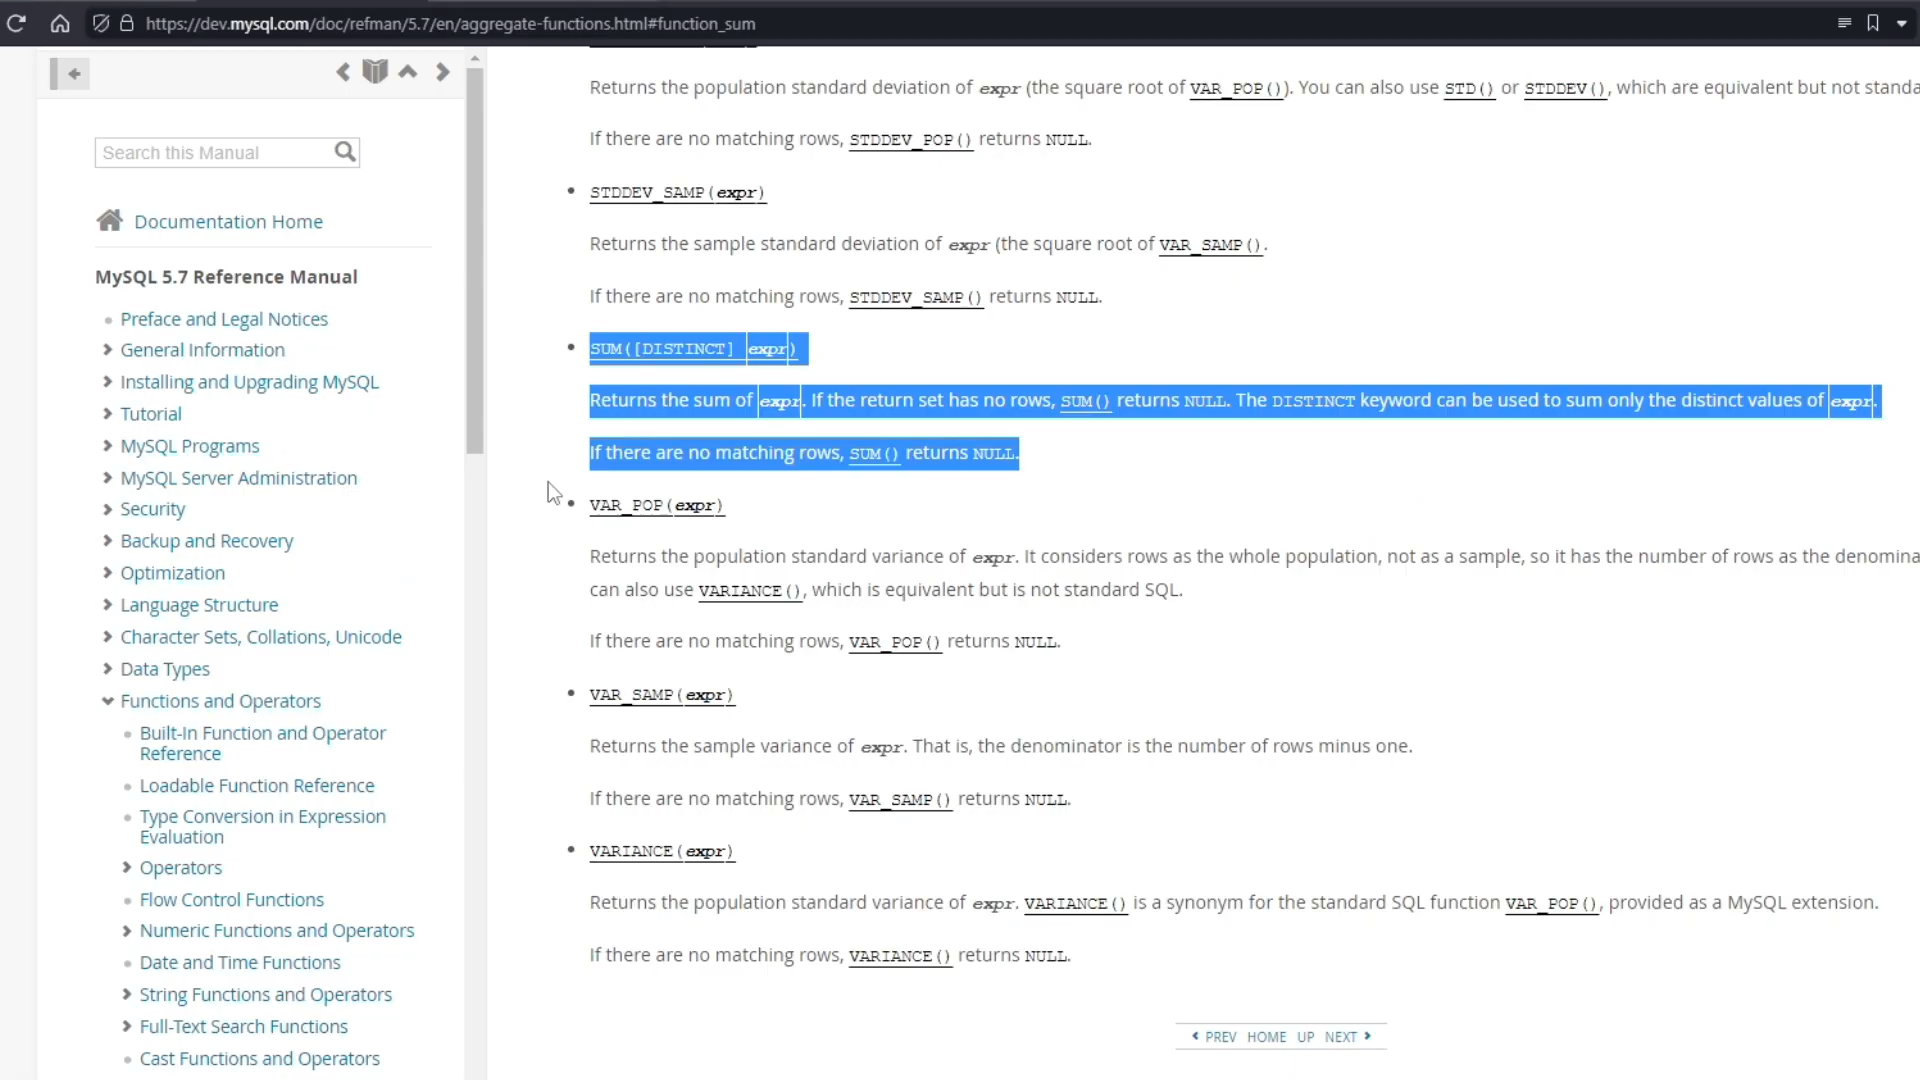 https://dev.mysql.com/doc/refman/5.7/en/aggregate-functions.html#function_sum
Search this Manual
Documentation Home
MySQL 5.7 Reference Manual
Preface and Legal Notices
General Information
Installing and Upgrading MySQL
Tutorial
MySQL Programs
MySQL Server Administration
Security
Backup and Recovery
Optimization
Language Structure
Character Sets, Collations, Unicode
Data Types
Functions and Operators
Built-In Function and Operator
Reference
Loadable Function Reference
Type Conversion in Expression
Evaluation
Operators
Flow Control Functions
Numeric Functions and Operators
Date and Time Functions
String Functions and Operators
Full-Text Search Functions
Cast Functions and Operators
Returns the population standard deviation of expr (the square root of VAR_POP()). You can also use STD() or STDDEV(), which are equivalent but not standa
If there are no matching rows, STDDEV_POP() returns NULL.
STDDEV_SAMP(expr)
Returns the sample standard deviation of expr (the square root of VAR_SAMP().
If there are no matching rows, STDDEV_SAMP() returns NULL.
SUM([DISTINCT] expr)
Returns the sum of expr. If the return set has no rows, SUM() returns NULL. The DISTINCT keyword can be used to sum only the distinct values of expr.
If there are no matching rows, SUM() returns NULL.
VAR_POP(expr)
Returns the population standard variance of expr. It considers rows as the whole population, not as a sample, so it has the number of rows as the denomina
can also use VARIANCE(), which is equivalent but is not standard SQL.
If there are no matching rows, VAR_POP() returns NULL.
VAR_SAMP(expr)
Returns the sample variance of expr. That is, the denominator is the number of rows minus one.
If there are no matching rows, VAR_SAMP() returns NULL.
VARIANCE(expr)
Returns the population standard variance of expr. VARIANCE() is a synonym for the standard SQL function VAR_POP(), provided as a MySQL extension.
If there are no matching rows, VARIANCE() returns NULL.
PREV HOME UP NEXT